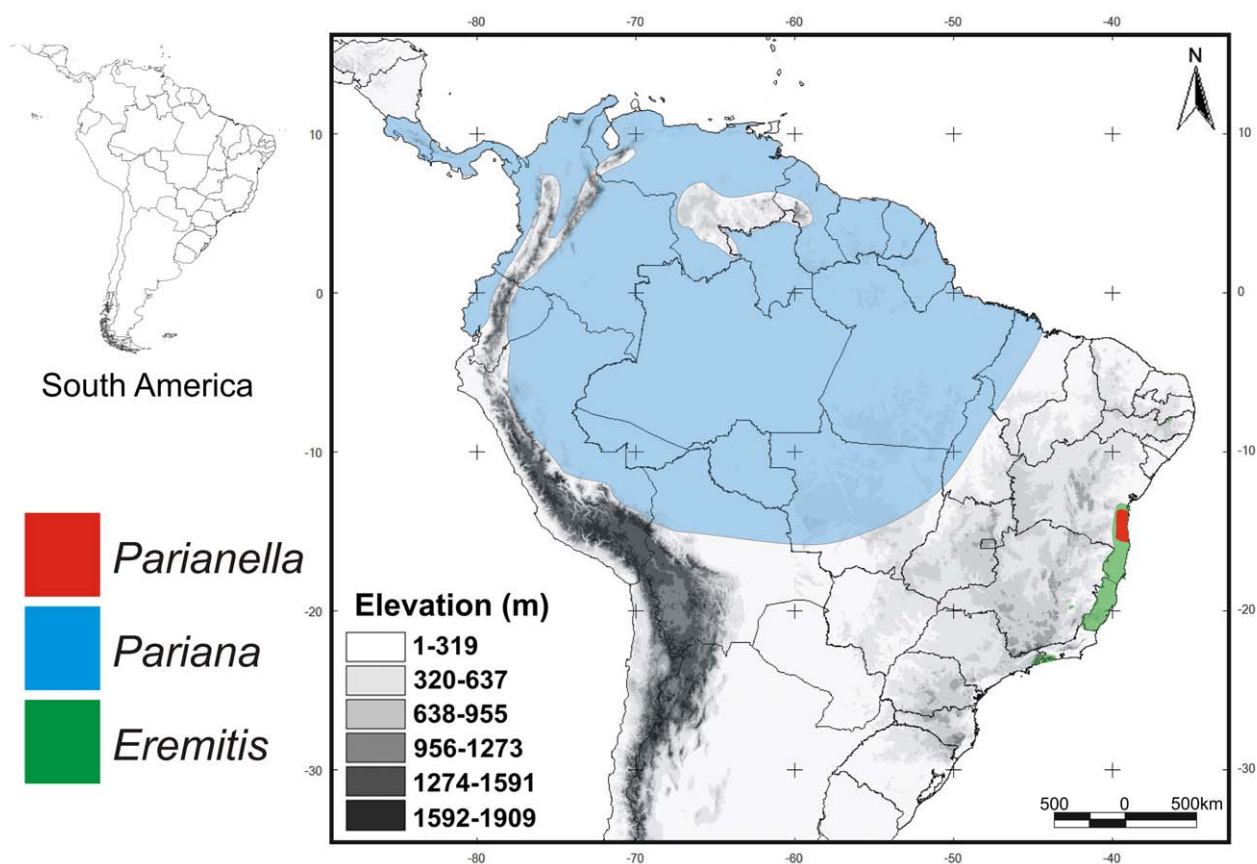 South America
Parianella
Pariana
Eremitis
-80 -70 -60 -50 -40
N
10 10
0 0
-10 -10
-20 -20
-30 -30
Elevation (m)
1-319
320-637
638-955
956-1273
1274-1591
1592-1909
500 0 500km
-80 -70 -60 -50 -40